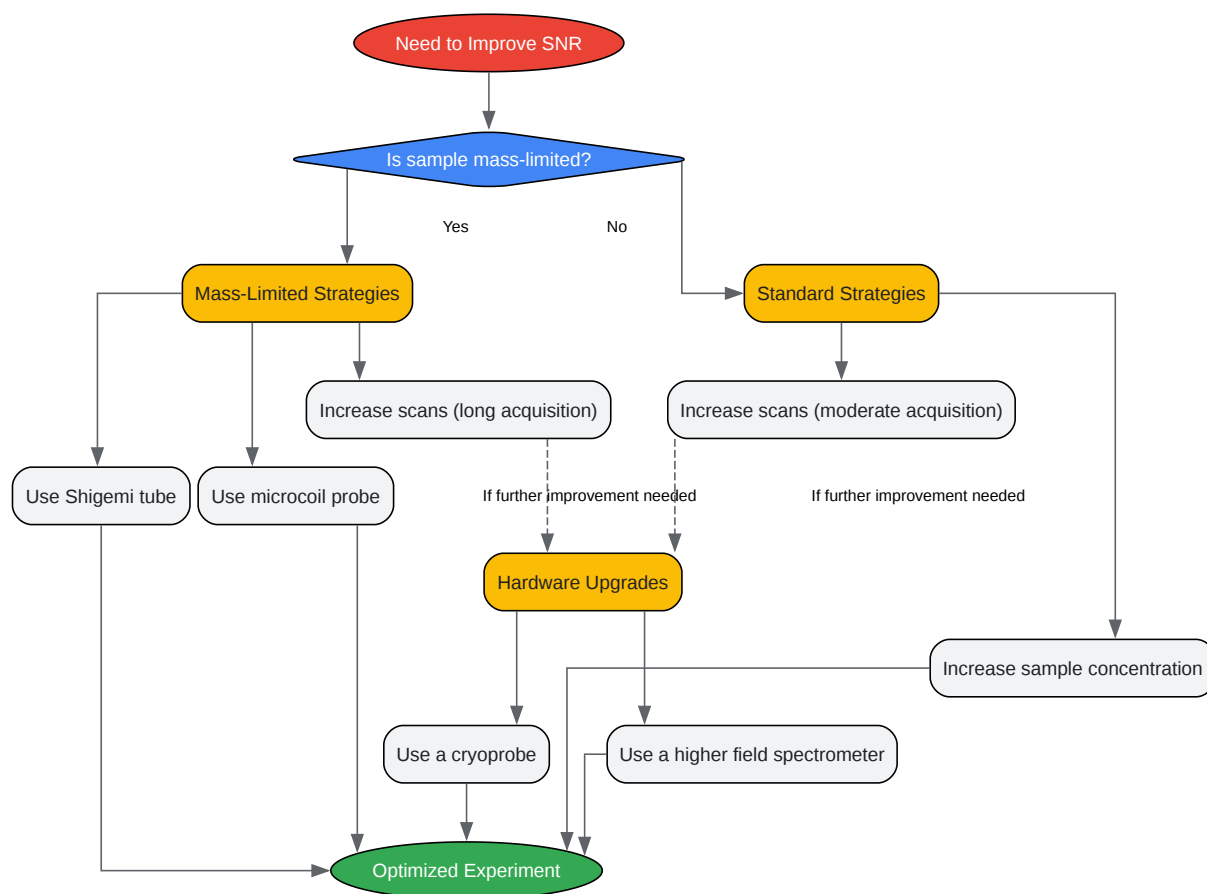 Need to Improve SNR
Is sample mass-limited?
Yes
No
Mass-Limited Strategies
Standard Strategies
Increase scans (long acquisition)
Increase scans (moderate acquisition)
Use Shigemi tube
Use microcoil probe
If further improvement needed
If further improvement needed
Hardware Upgrades
Increase sample concentration
Use a cryoprobe
Use a higher field spectrometer
Optimized Experiment